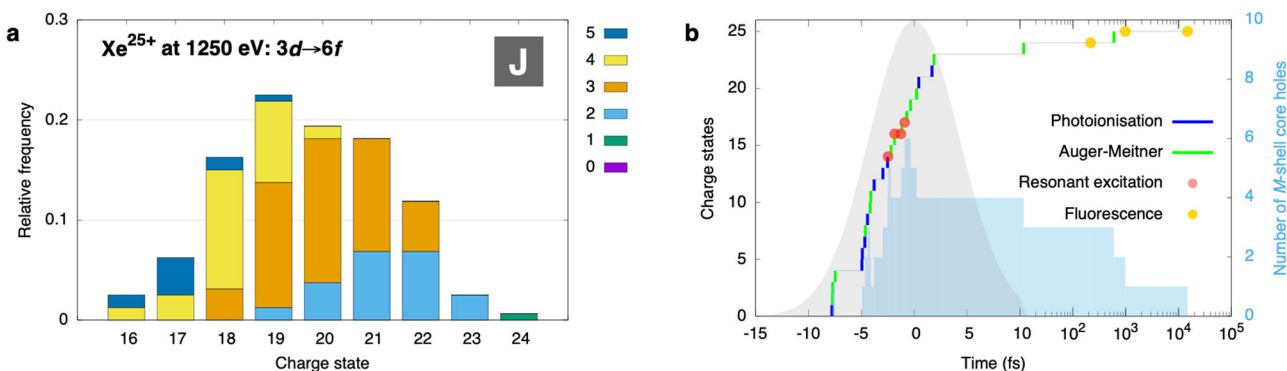 a
Xe25+ at 1250 eV: 3d→6f
J
Relative frequency
0.3
0.2
0.1
0
16 17 18 19 20 21 22 23 24
Charge state
5
4
3
2
1
0
b
Charge states
25
20
15
10
5
0
Photoionisation
Auger-Meitner
Resonant excitation
Fluorescence
10
8
6
4
2
0
Number of M-shell core holes
-15 -10 -5 0 5 10 10² 10³ 10⁴ 10⁵
Time (fs)